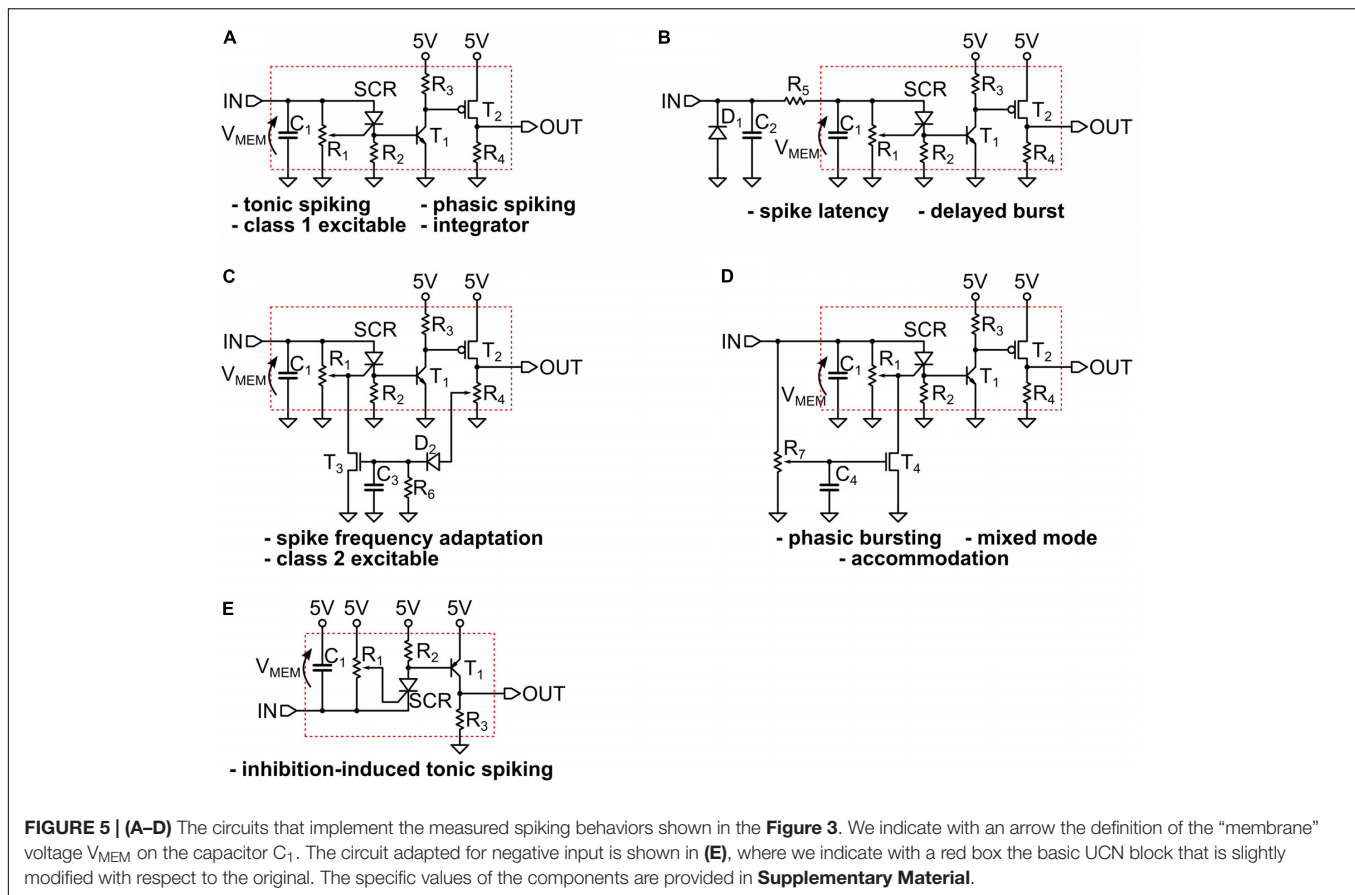 A
5V 5V
R3
SCR
IN
T2
C1
VMEM
T1
OUT
R1
R2
R4
- tonic spiking - phasic spiking
- class 1 excitable - integrator
B
5V 5V
R3
R5
SCR
IN
T2
D1
C2
C1
VMEM
T1
OUT
R1
R2
R4
- spike latency - delayed burst
C
5V 5V
R3
SCR
IN
T2
R1
C1
VMEM
T1
OUT
R2
R4
D2
T3
C3
R6
- spike frequency adaptation
- class 2 excitable
D
5V 5V
R3
SCR
IN
T2
R1
C1
VMEM
T1
OUT
R2
R4
R7
T4
C4
- phasic bursting - mixed mode
- accommodation
E
5V 5V 5V 5V
R2
VMEM
C1
R1
T1
OUT
SCR
IN
R3
- inhibition-induced tonic spiking
FIGURE 5 | (A–D) The circuits that implement the measured spiking behaviors shown in the Figure 3. We indicate with an arrow the definition of the “membrane”
voltage VMEM on the capacitor C1. The circuit adapted for negative input is shown in (E), where we indicate with a red box the basic UCN block that is slightly
modified with respect to the original. The specific values of the components are provided in Supplementary Material.